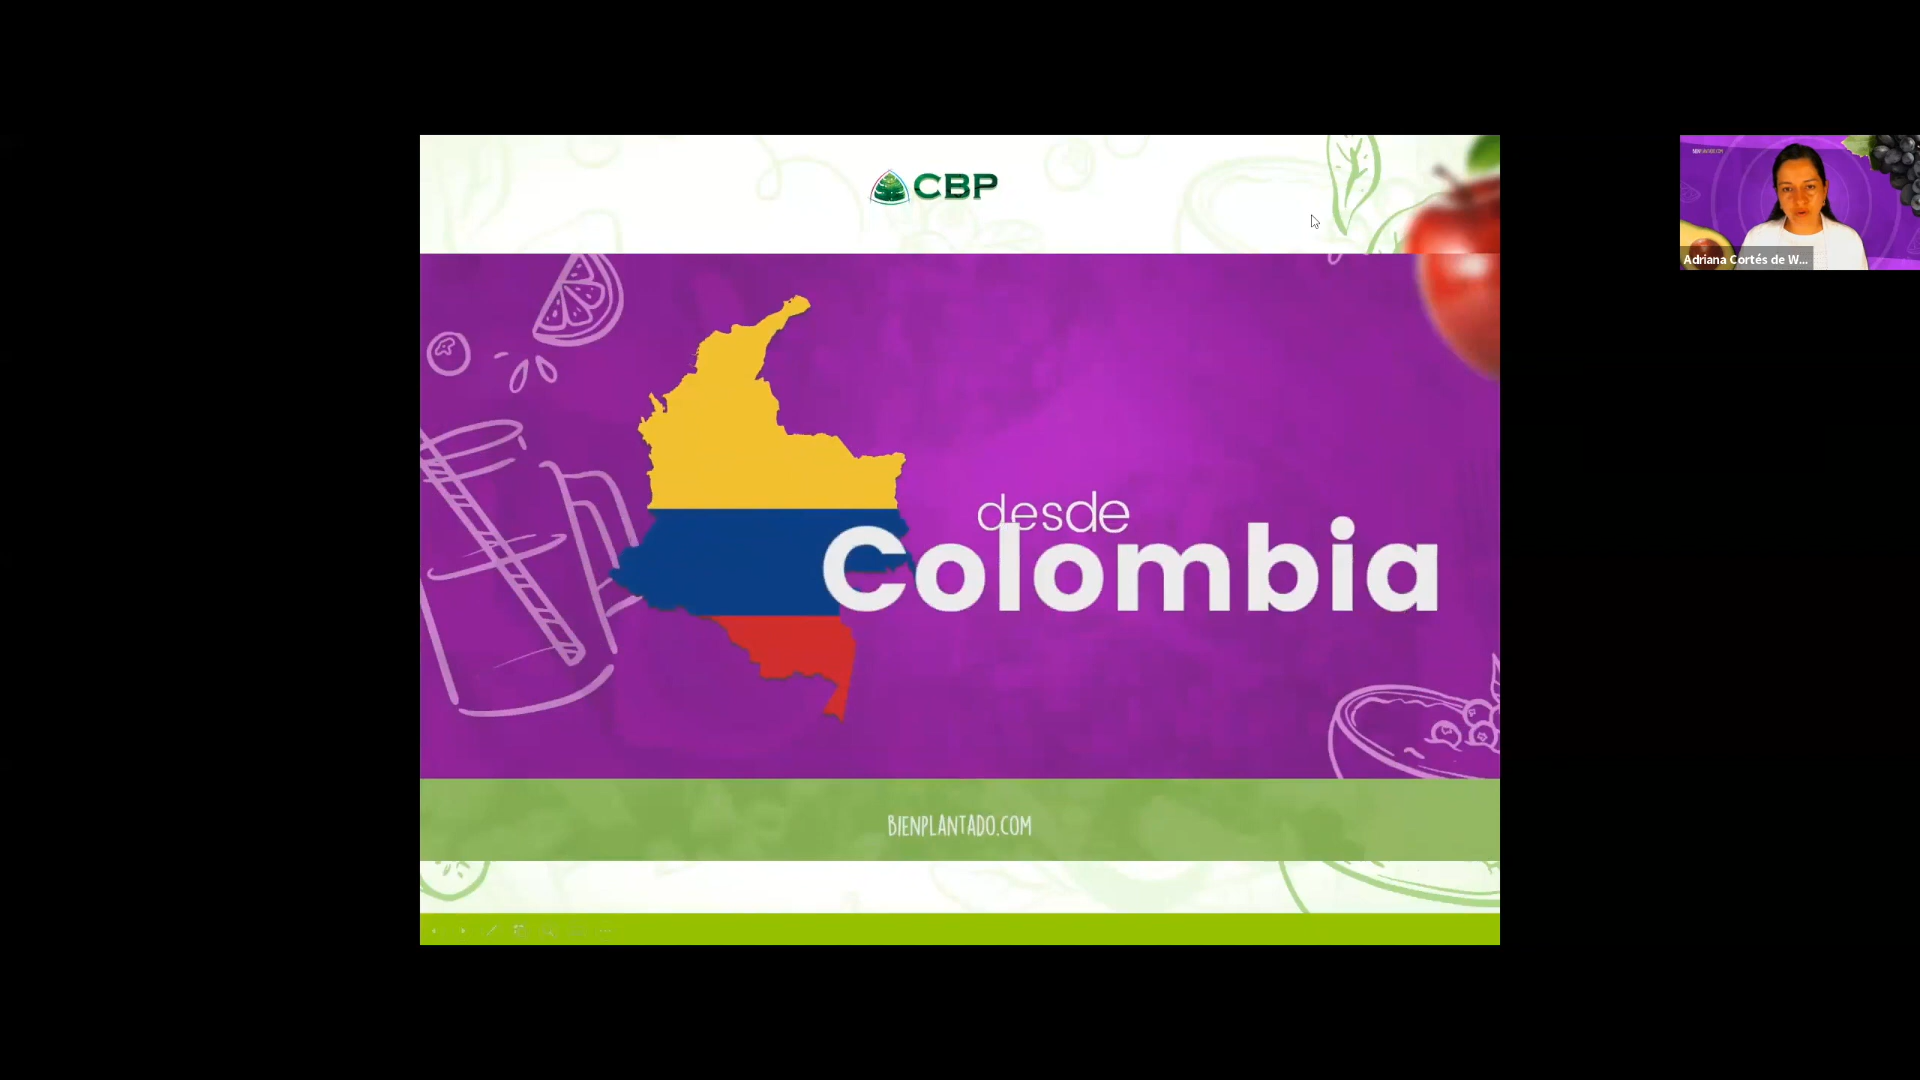 CBP
desde
Colombia
BIENPLANTADO.COM
Adriana Cortés de W...